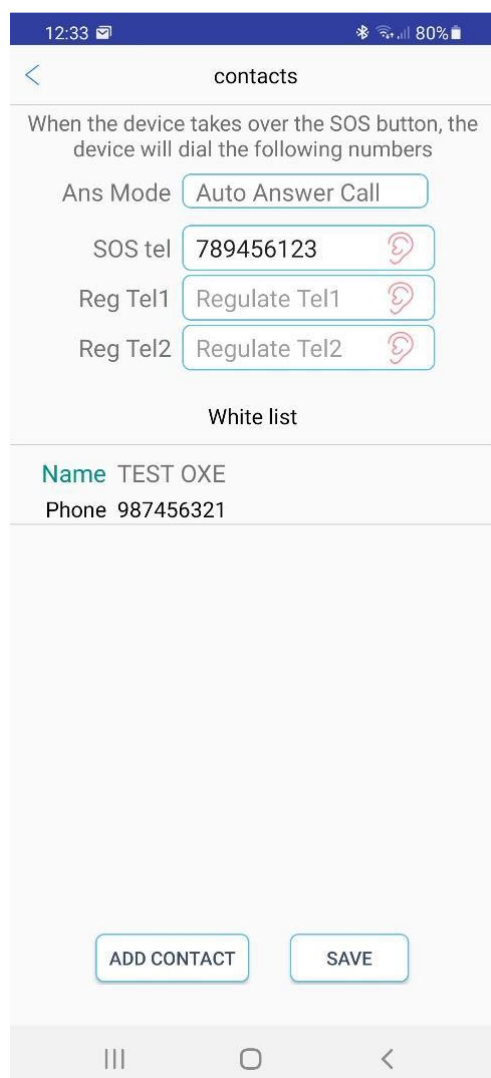 12:33 80%
contacts
When the device takes over the SOS button, the
device will dial the following numbers
Ans Mode Auto Answer Call
SOS tel 789456123
Reg Tel1 Regulate Tel1
Reg Tel2 Regulate Tel2
White list
Name TEST OXE
Phone 987456321
ADD CONTACT SAVE